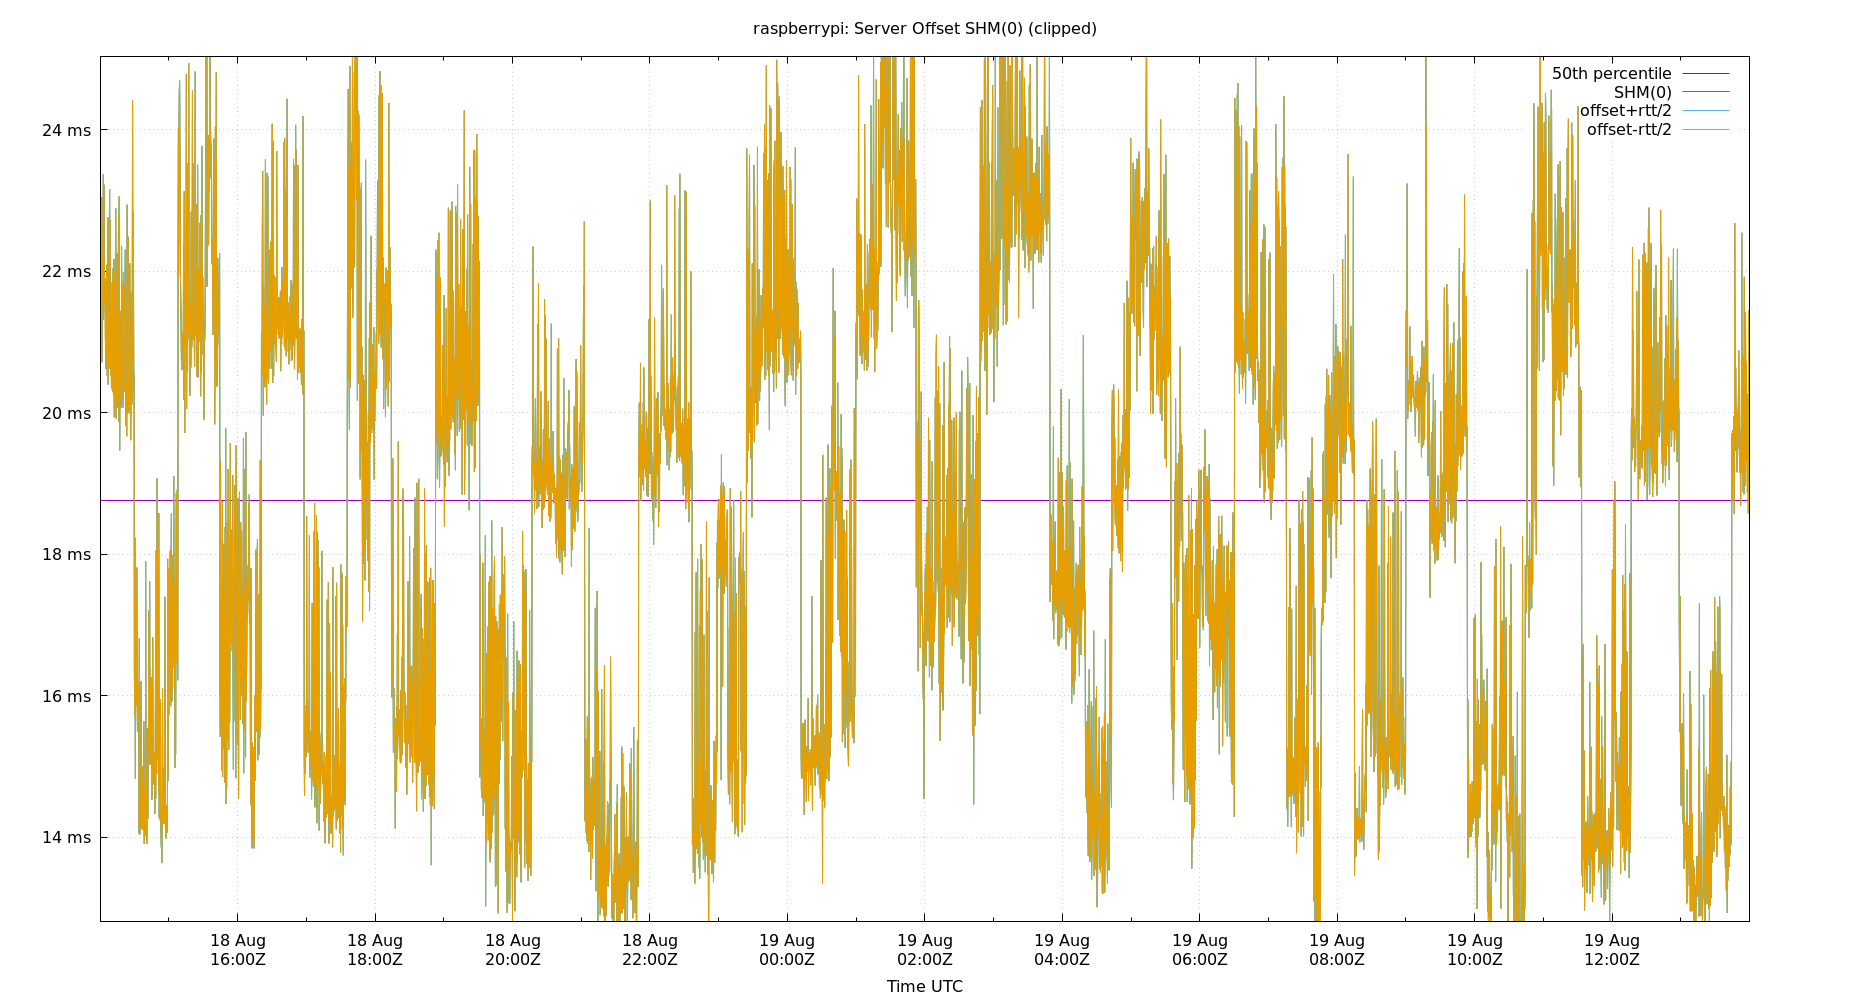 raspberrypi: Server Offset SHM(0) (clipped)
50th percentile
SHM(0)
offset+rtt/2
offset-rtt/2
24 ms
22 ms
20 ms
18 ms
16 ms
14 ms
18 Aug 18 Aug 18 Aug 18 Aug 19 Aug 19 Aug 19 Aug 19 Aug 19 Aug 19 Aug 19 Aug
16:00Z 18:00Z 20:00Z 22:00Z 00:00Z 02:00Z 04:00Z 06:00Z 08:00Z 10:00Z 12:00Z
Time UTC